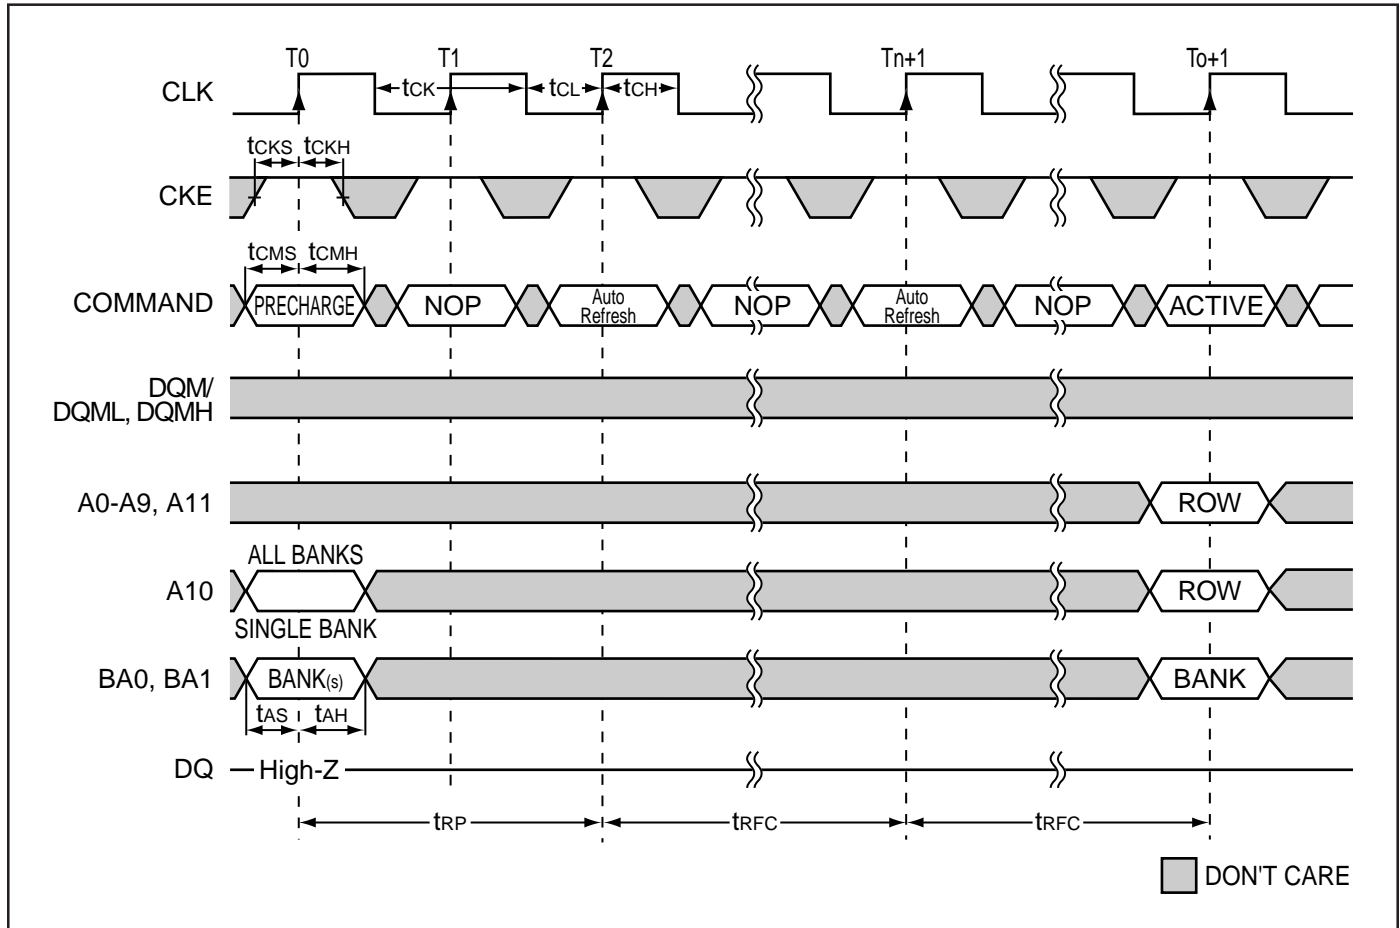 T0 T1 T2 Tn+1 To+1
CLK tCK tCL tCH
tCKS tCKH
CKE
tCMS tCMH
COMMAND PRECHARGE NOP Auto Refresh NOP Auto Refresh NOP ACTIVE
DQM/
DQML, DQMH
A0-A9, A11 ROW
ALL BANKS
A10 ROW
SINGLE BANK
BA0, BA1 BANK(s) BANK
tAS tAH
DQ High-Z
tRP tRFC tRFC
DON'T CARE